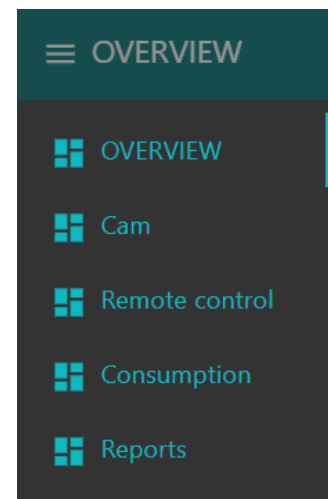 OVERVIEW
OVERVIEW
Cam
Remote control
Consumption
Reports